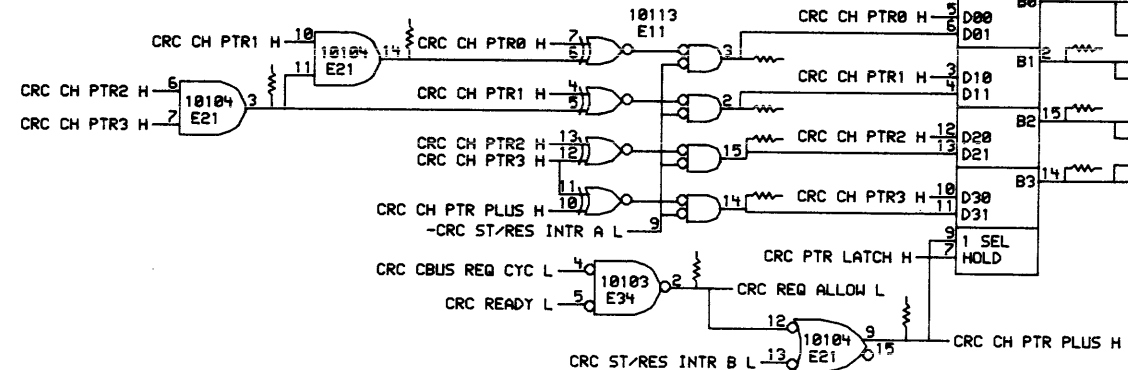 10113
E11
CRC CH PTR0 H 5 D00
6 D01
B0
CRC CH PTR1 H 10
11
10104
E21
14
CRC CH PTR0 H 7
6
3
CRC CH PTR2 H 6
CRC CH PTR3 H 7
10104
E21
3
CRC CH PTR1 H 4
5
2
CRC CH PTR1 H 3 D10
4 D11
B1 2
CRC CH PTR2 H 13
CRC CH PTR3 H 12
15
CRC CH PTR2 H 12 D20
13 D21
B2 15
11
CRC CH PTR PLUS H 10
14
CRC CH PTR3 H 10 D30
11 D31
B3 14
-CRC ST/RES INTR A L 9
9 1 SEL
CRC PTR LATCH H 7 HOLD
CRC CBUS REQ CYC L 4
CRC READY L 5
10103
E34
2
CRC REQ ALLOW L
12
CRC ST/RES INTR B L 13
10104
E21
9
15
CRC CH PTR PLUS H